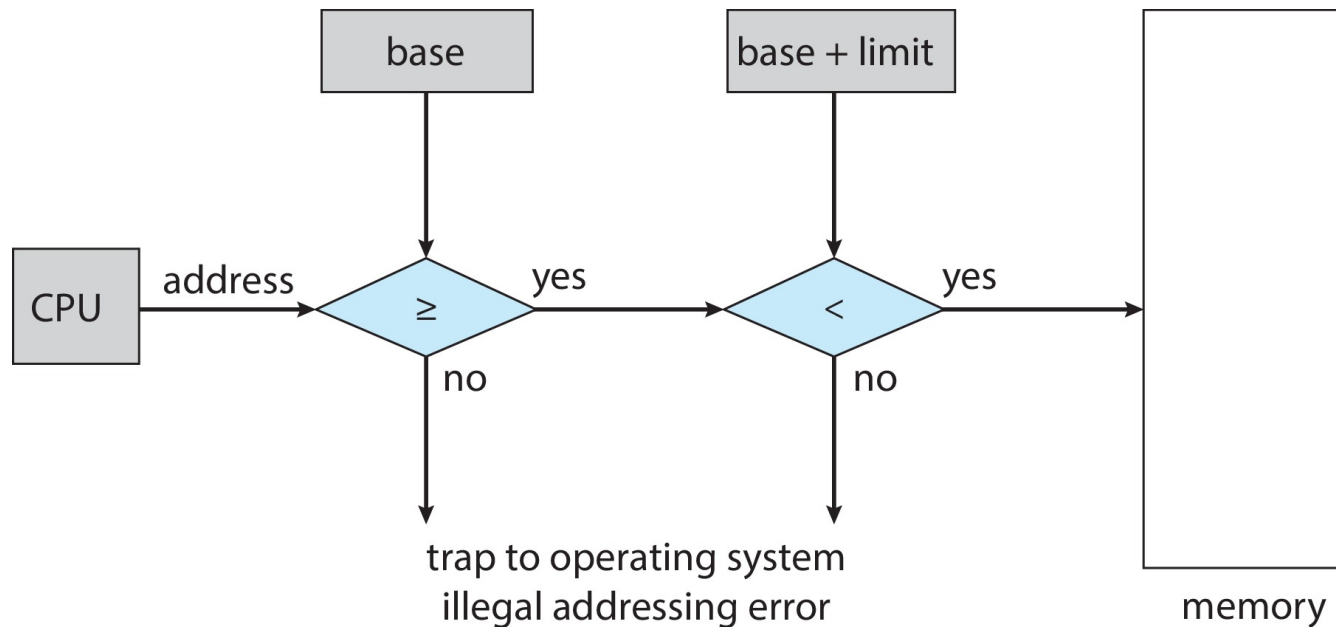 base
base + limit
CPU
address
≥
yes
<
yes
no
no
trap to operating system
illegal addressing error
memory